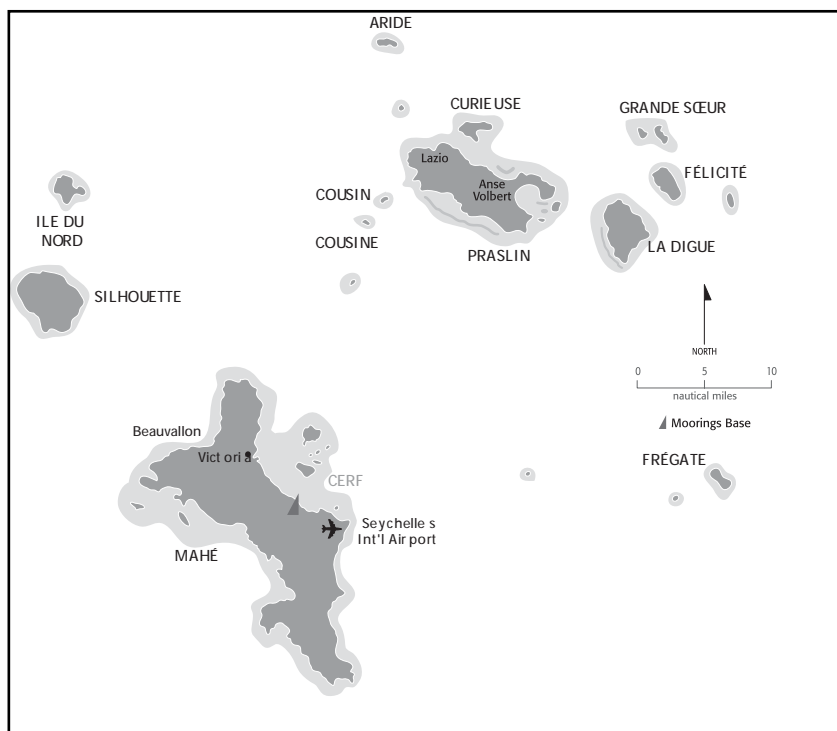 ARIDE
CURIEUSE
GRANDE SŒUR
Lazio
FÉLICITÉ
Anse
Volbert
COUSIN
ILE DU
NORD
COUSINE
PRASLIN
LA DIGUE
SILHOUETTE
NORTH
0 5 10
nautical miles
Moorings Base
Beauvallon
Victoria
FRÉGATE
CERF
Seychelles
Int'l Airport
MAHÉ